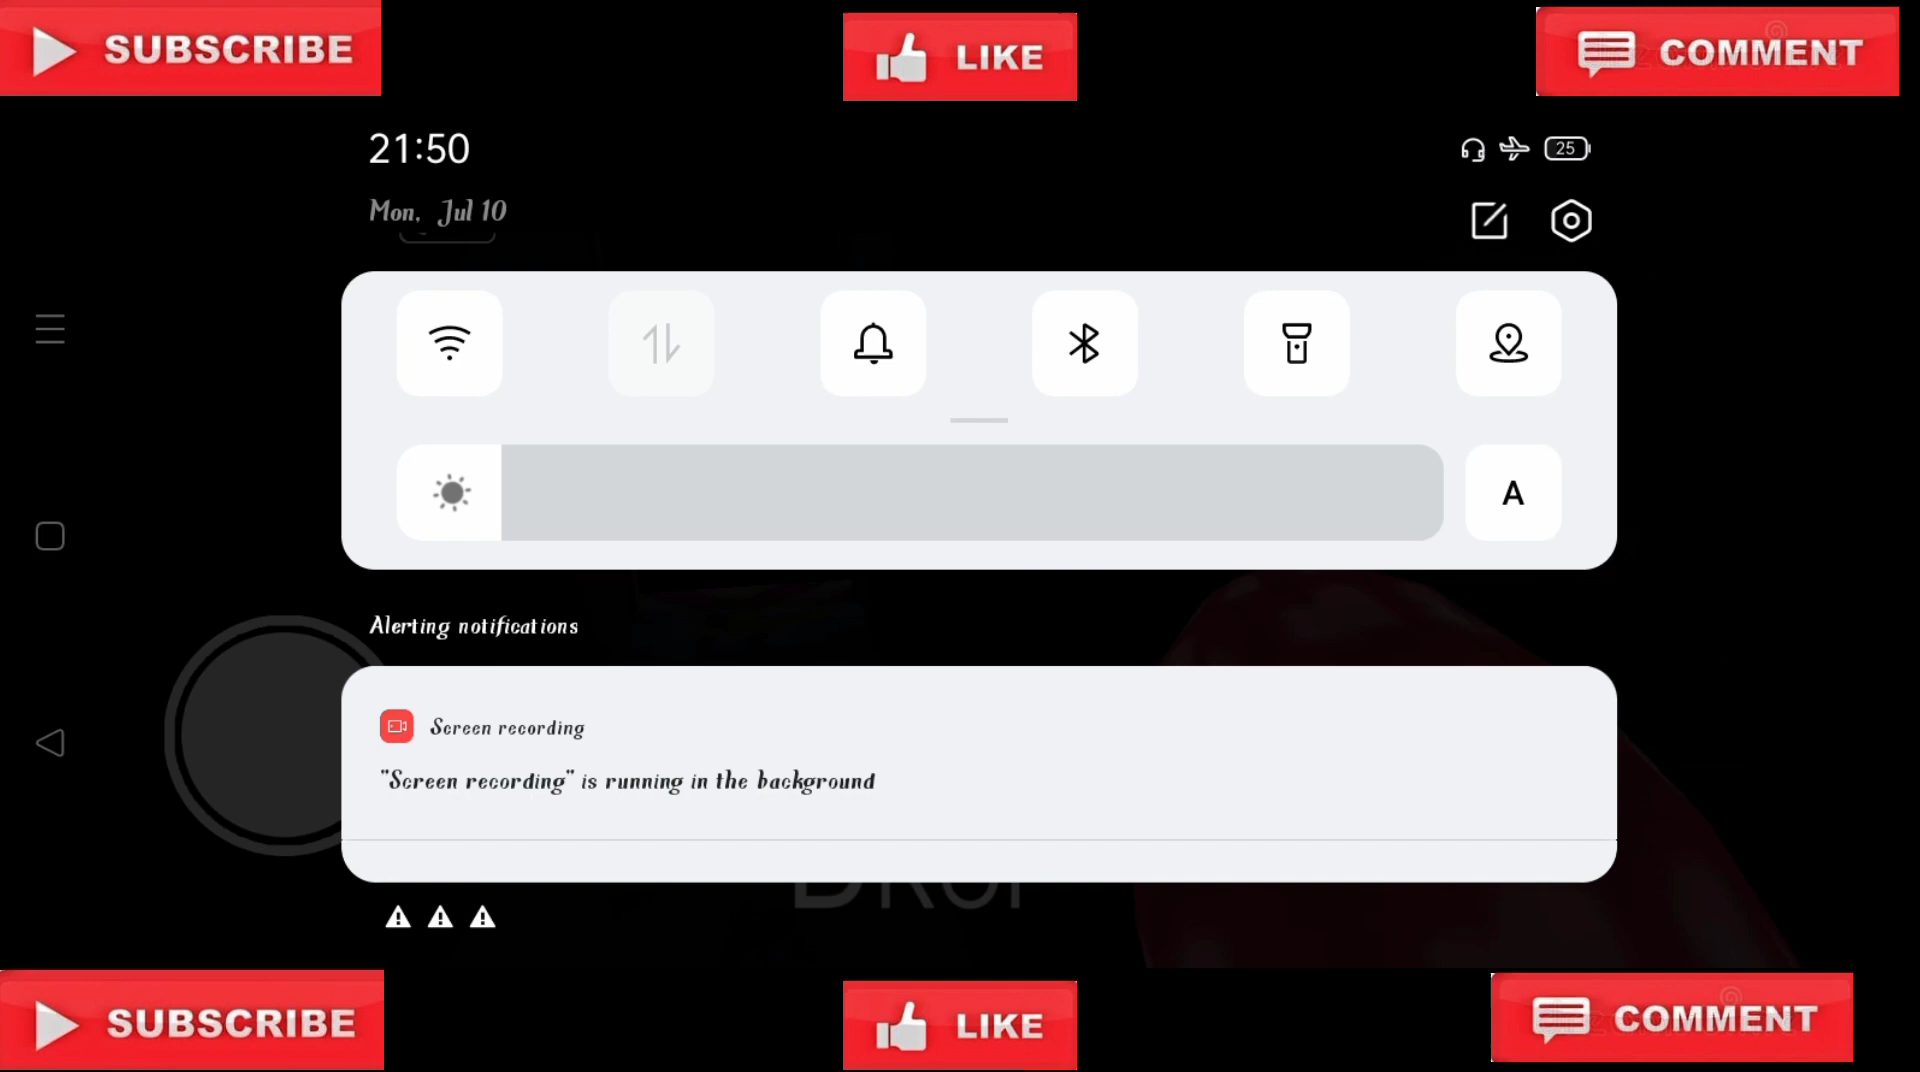 SUBSCRIBE
LIKE
COMMENT
21:50
25
Mon, Jul 10
A
Alerting notifications
Screen recording
"Screen recording" is running in the background
DROP
SUBSCRIBE
LIKE
COMMENT